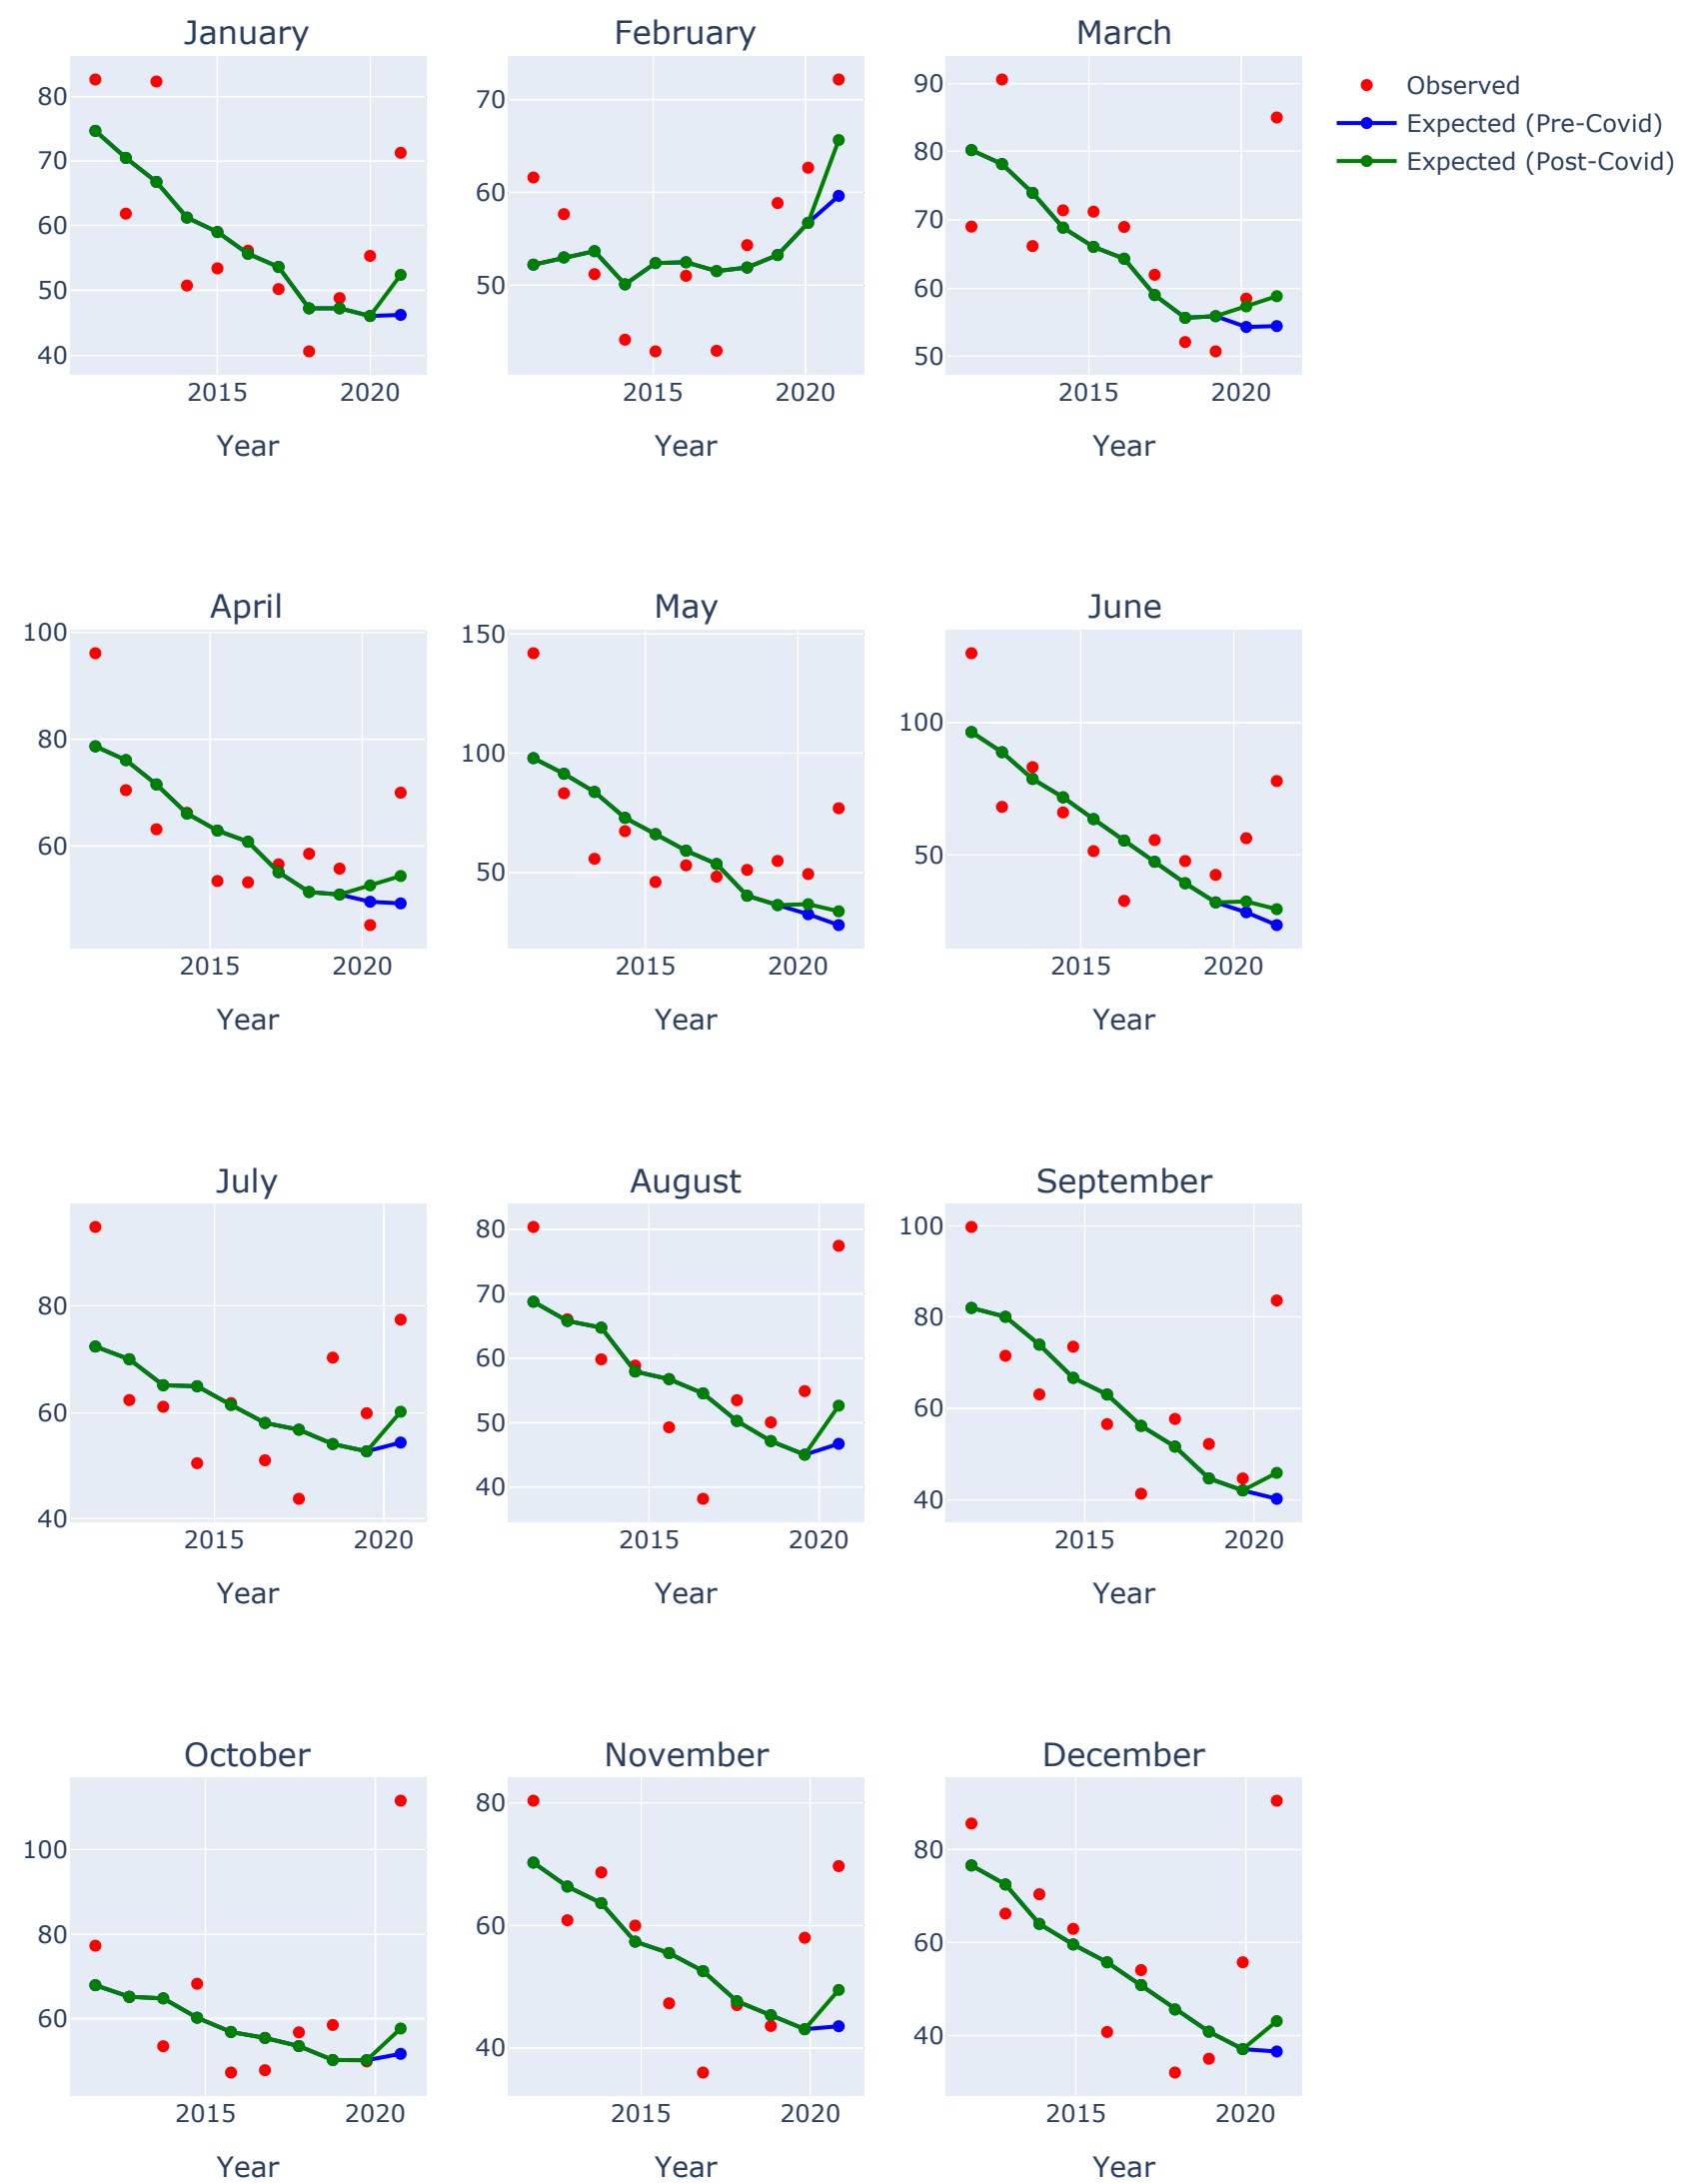 January
February
March
80
70
60
50
40
2015
2020
Year
70
60
50
2015
2020
Year
90
80
70
60
50
2015
2020
Year
Observed
Expected (Pre-Covid)
Expected (Post-Covid)
April
May
June
100
80
60
2015
2020
Year
150
100
50
2015
2020
Year
100
50
2015
2020
Year
July
August
September
80
60
40
2015
2020
Year
80
70
60
50
40
2015
2020
Year
100
80
60
40
2015
2020
Year
October
November
December
100
80
60
2015
2020
Year
80
60
40
2015
2020
Year
80
60
40
2015
2020
Year